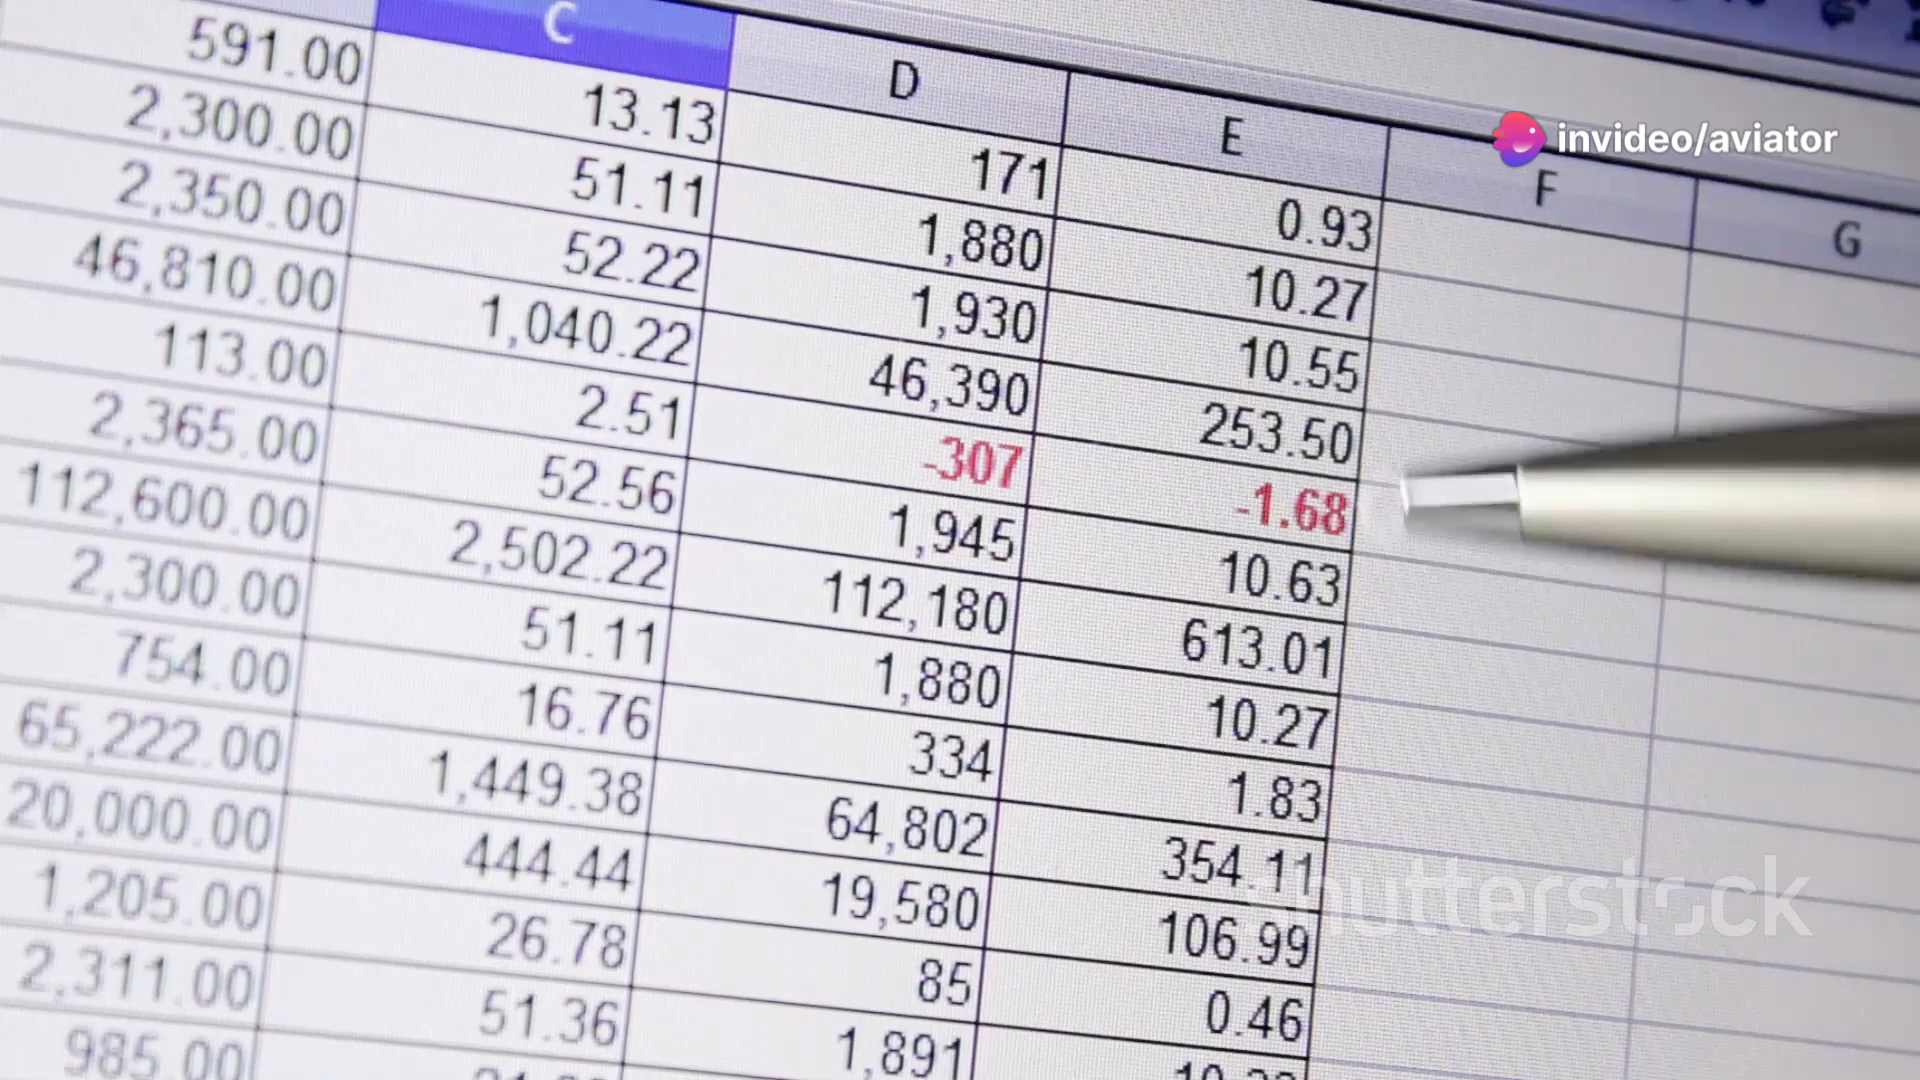 C D E F G
invideo/aviator
591.00 13.13 171 0.93
2,300.00 51.11 1,880 10.27
2,350.00 52.22 1,930 10.55
46,810.00 1,040.22 46,390 253.50
113.00 2.51 -307 -1.68
2,365.00 52.56 1,945 10.63
112,600.00 2,502.22 112,180 613.01
2,300.00 51.11 1,880 10.27
754.00 16.76 334 1.83
65,222.00 1,449.38 64,802 354.11
20,000.00 444.44 19,580 106.99
1,205.00 26.78 85 0.46
2,311.00 51.36 1,891
985.00
shutterstock